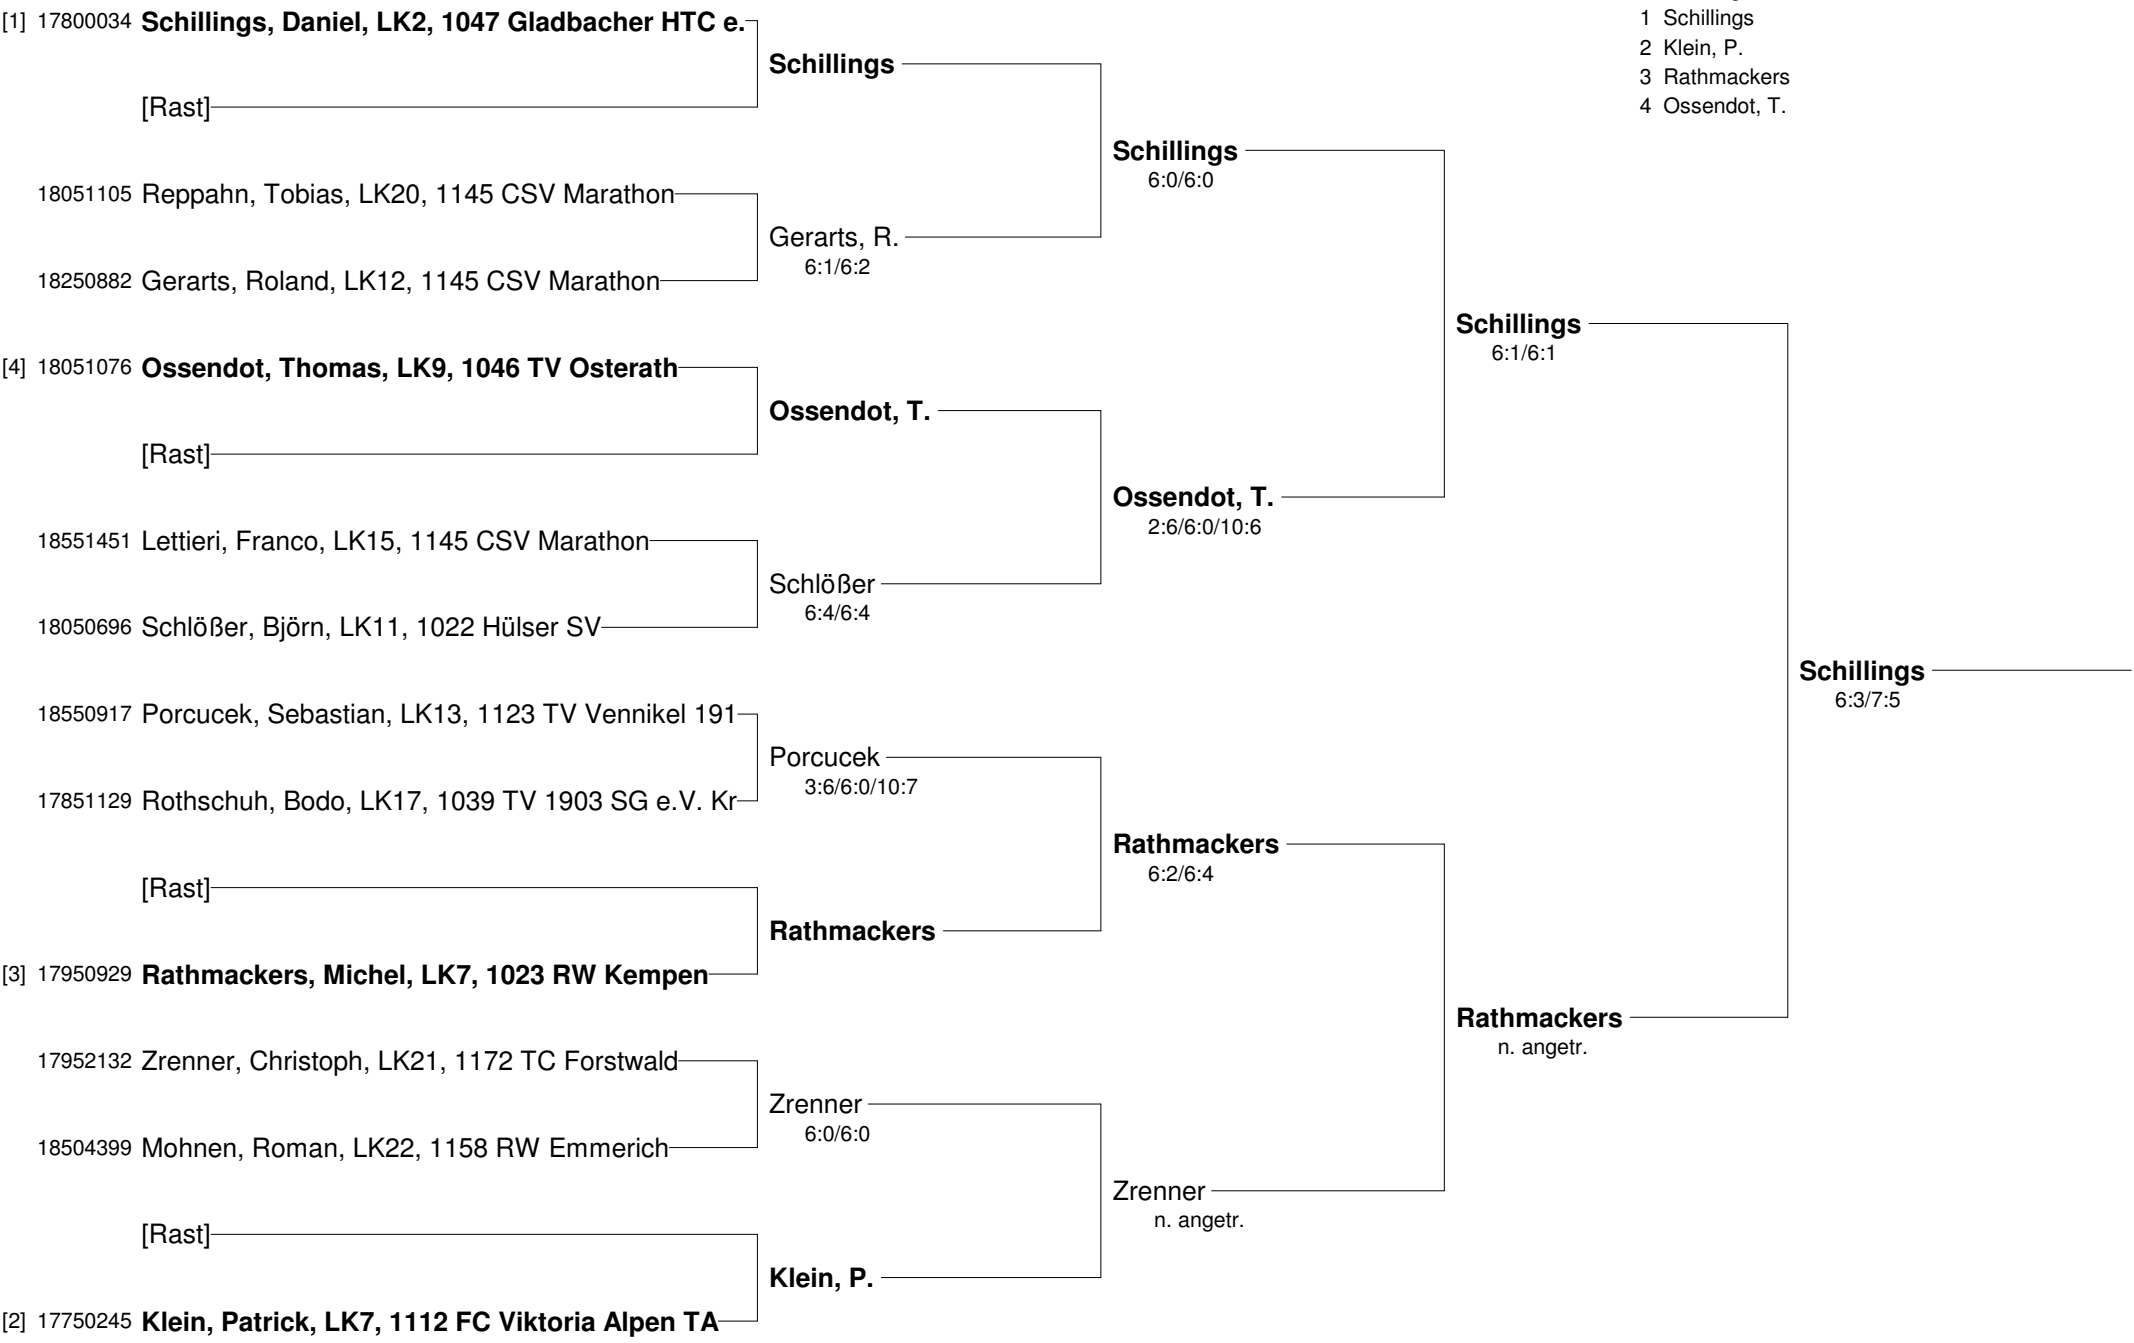 [1] 17800034 Schillings, Daniel, LK2, 1047 Gladbacher HTC e.
[Rast]
18051105 Reppahn, Tobias, LK20, 1145 CSV Marathon
18250882 Gerarts, Roland, LK12, 1145 CSV Marathon
[4] 18051076 Ossendot, Thomas, LK9, 1046 TV Osterath
[Rast]
18551451 Lettieri, Franco, LK15, 1145 CSV Marathon
18050696 Schlößer, Björn, LK11, 1022 Hülser SV
18550917 Porcucek, Sebastian, LK13, 1123 TV Vennikel 191
17851129 Rothschuh, Bodo, LK17, 1039 TV 1903 SG e.V. Kr
[Rast]
[3] 17950929 Rathmackers, Michel, LK7, 1023 RW Kempen
17952132 Zrenner, Christoph, LK21, 1172 TC Forstwald
18504399 Mohnen, Roman, LK22, 1158 RW Emmerich
[Rast]
[2] 17750245 Klein, Patrick, LK7, 1112 FC Viktoria Alpen TA
Schillings
Gerarts, R.
6:1/6:2
Ossendot, T.
Schlößer
6:4/6:4
Porcucek
3:6/6:0/10:7
Rathmackers
Zrenner
6:0/6:0
Klein, P.
Schillings
6:0/6:0
Ossendot, T.
2:6/6:0/10:6
Rathmackers
6:2/6:4
Zrenner
n. angetr.
Schillings
6:1/6:1
Rathmackers
n. angetr.
Schillings
6:3/7:5
1 Schillings
2 Klein, P.
3 Rathmackers
4 Ossendot, T.